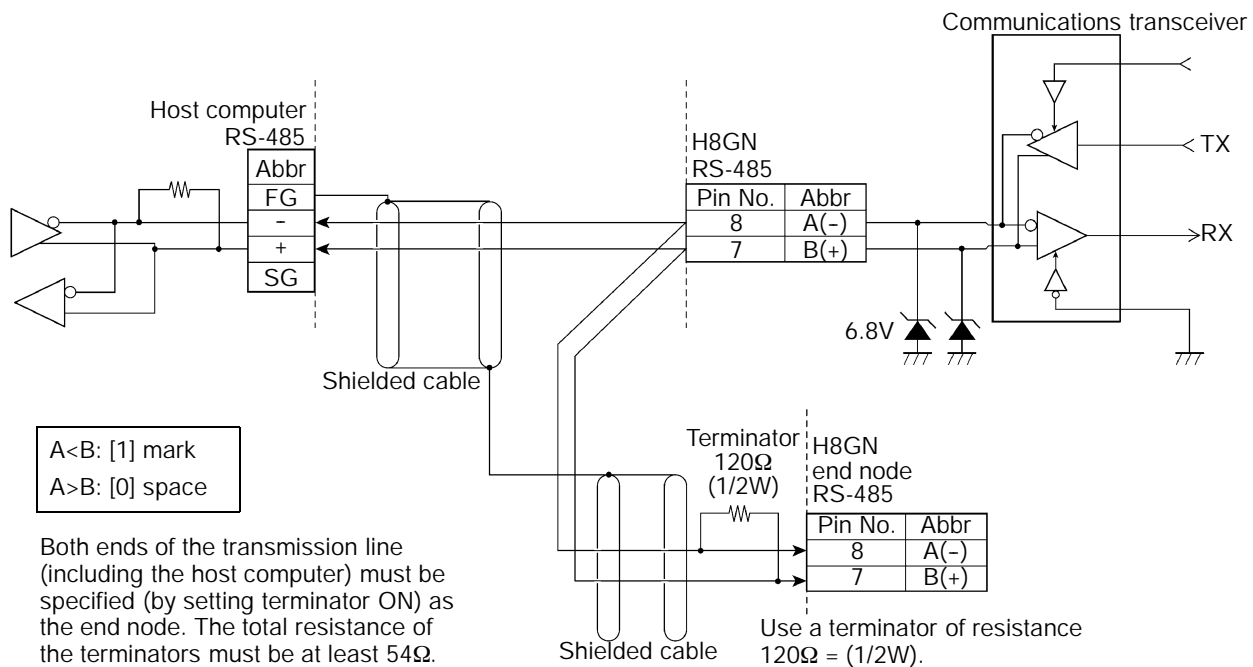 Communications transceiver
Host computer
RS-485
Abbr
FG
−
+
SG
H8GN
RS-485
Pin No. Abbr
8 A(−)
7 B(+)
TX
RX
6.8V
Shielded cable
A<B: [1] mark
A>B: [0] space
Both ends of the transmission line
(including the host computer) must be
specified (by setting terminator ON) as
the end node. The total resistance of
the terminators must be at least 54Ω.
Terminator
120Ω
(1/2W)
H8GN
end node
RS-485
Pin No. Abbr
8 A(−)
7 B(+)
Shielded cable
Use a terminator of resistance
120Ω = (1/2W).